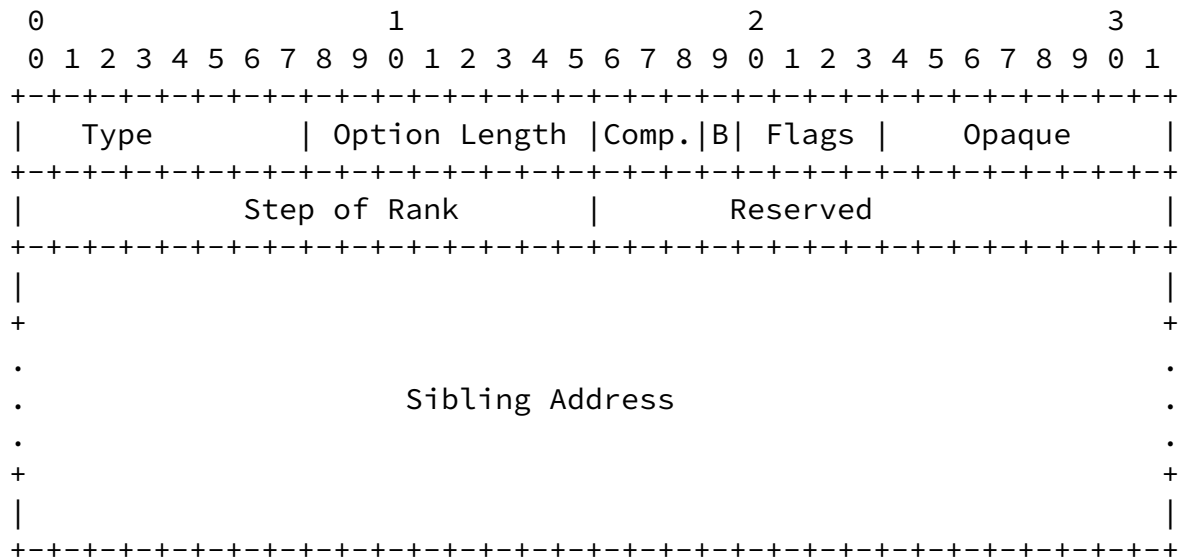 0                   1                   2                   3
 0 1 2 3 4 5 6 7 8 9 0 1 2 3 4 5 6 7 8 9 0 1 2 3 4 5 6 7 8 9 0 1
+-+-+-+-+-+-+-+-+-+-+-+-+-+-+-+-+-+-+-+-+-+-+-+-+-+-+-+-+-+-+-+-+
|   Type        | Option Length |Comp.|B| Flags |    Opaque     |
+-+-+-+-+-+-+-+-+-+-+-+-+-+-+-+-+-+-+-+-+-+-+-+-+-+-+-+-+-+-+-+-+
|            Step of Rank       |       Reserved                |
+-+-+-+-+-+-+-+-+-+-+-+-+-+-+-+-+-+-+-+-+-+-+-+-+-+-+-+-+-+-+-+-+
|                                                               |
+                                                               +
.                                                               .
.                     Sibling Address                           .
.                                                               .
+                                                               +
|                                                               |
+-+-+-+-+-+-+-+-+-+-+-+-+-+-+-+-+-+-+-+-+-+-+-+-+-+-+-+-+-+-+-+-+